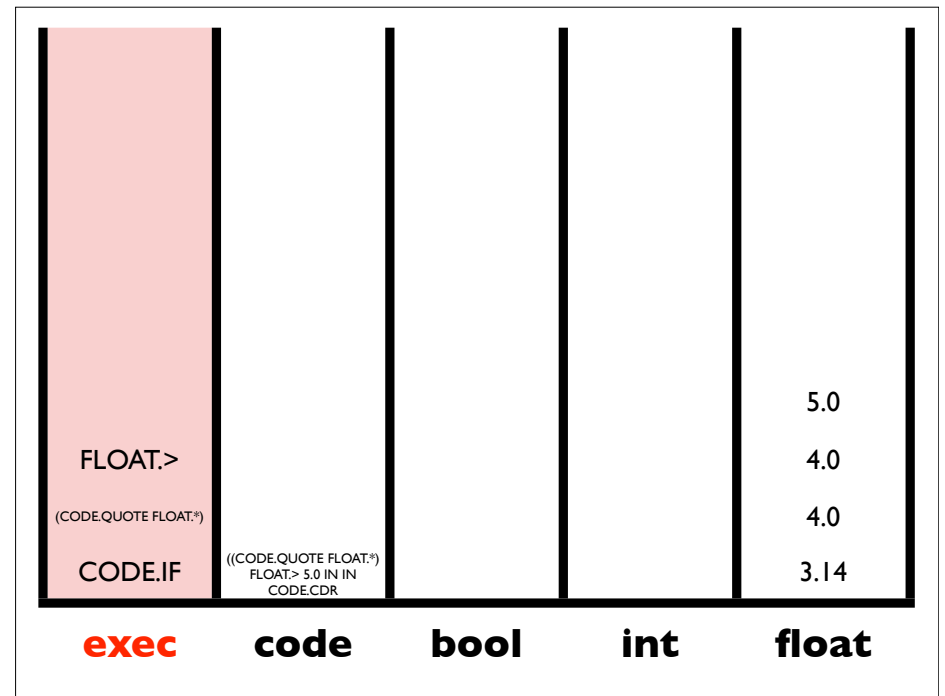 5.0
FLOAT.> 4.0
(CODE.QUOTE FLOAT.*) 4.0
CODE.IF ((CODE.QUOTE FLOAT.*) 3.14
FLOAT.> 5.0 IN IN
CODE.CDR
exec code bool int float